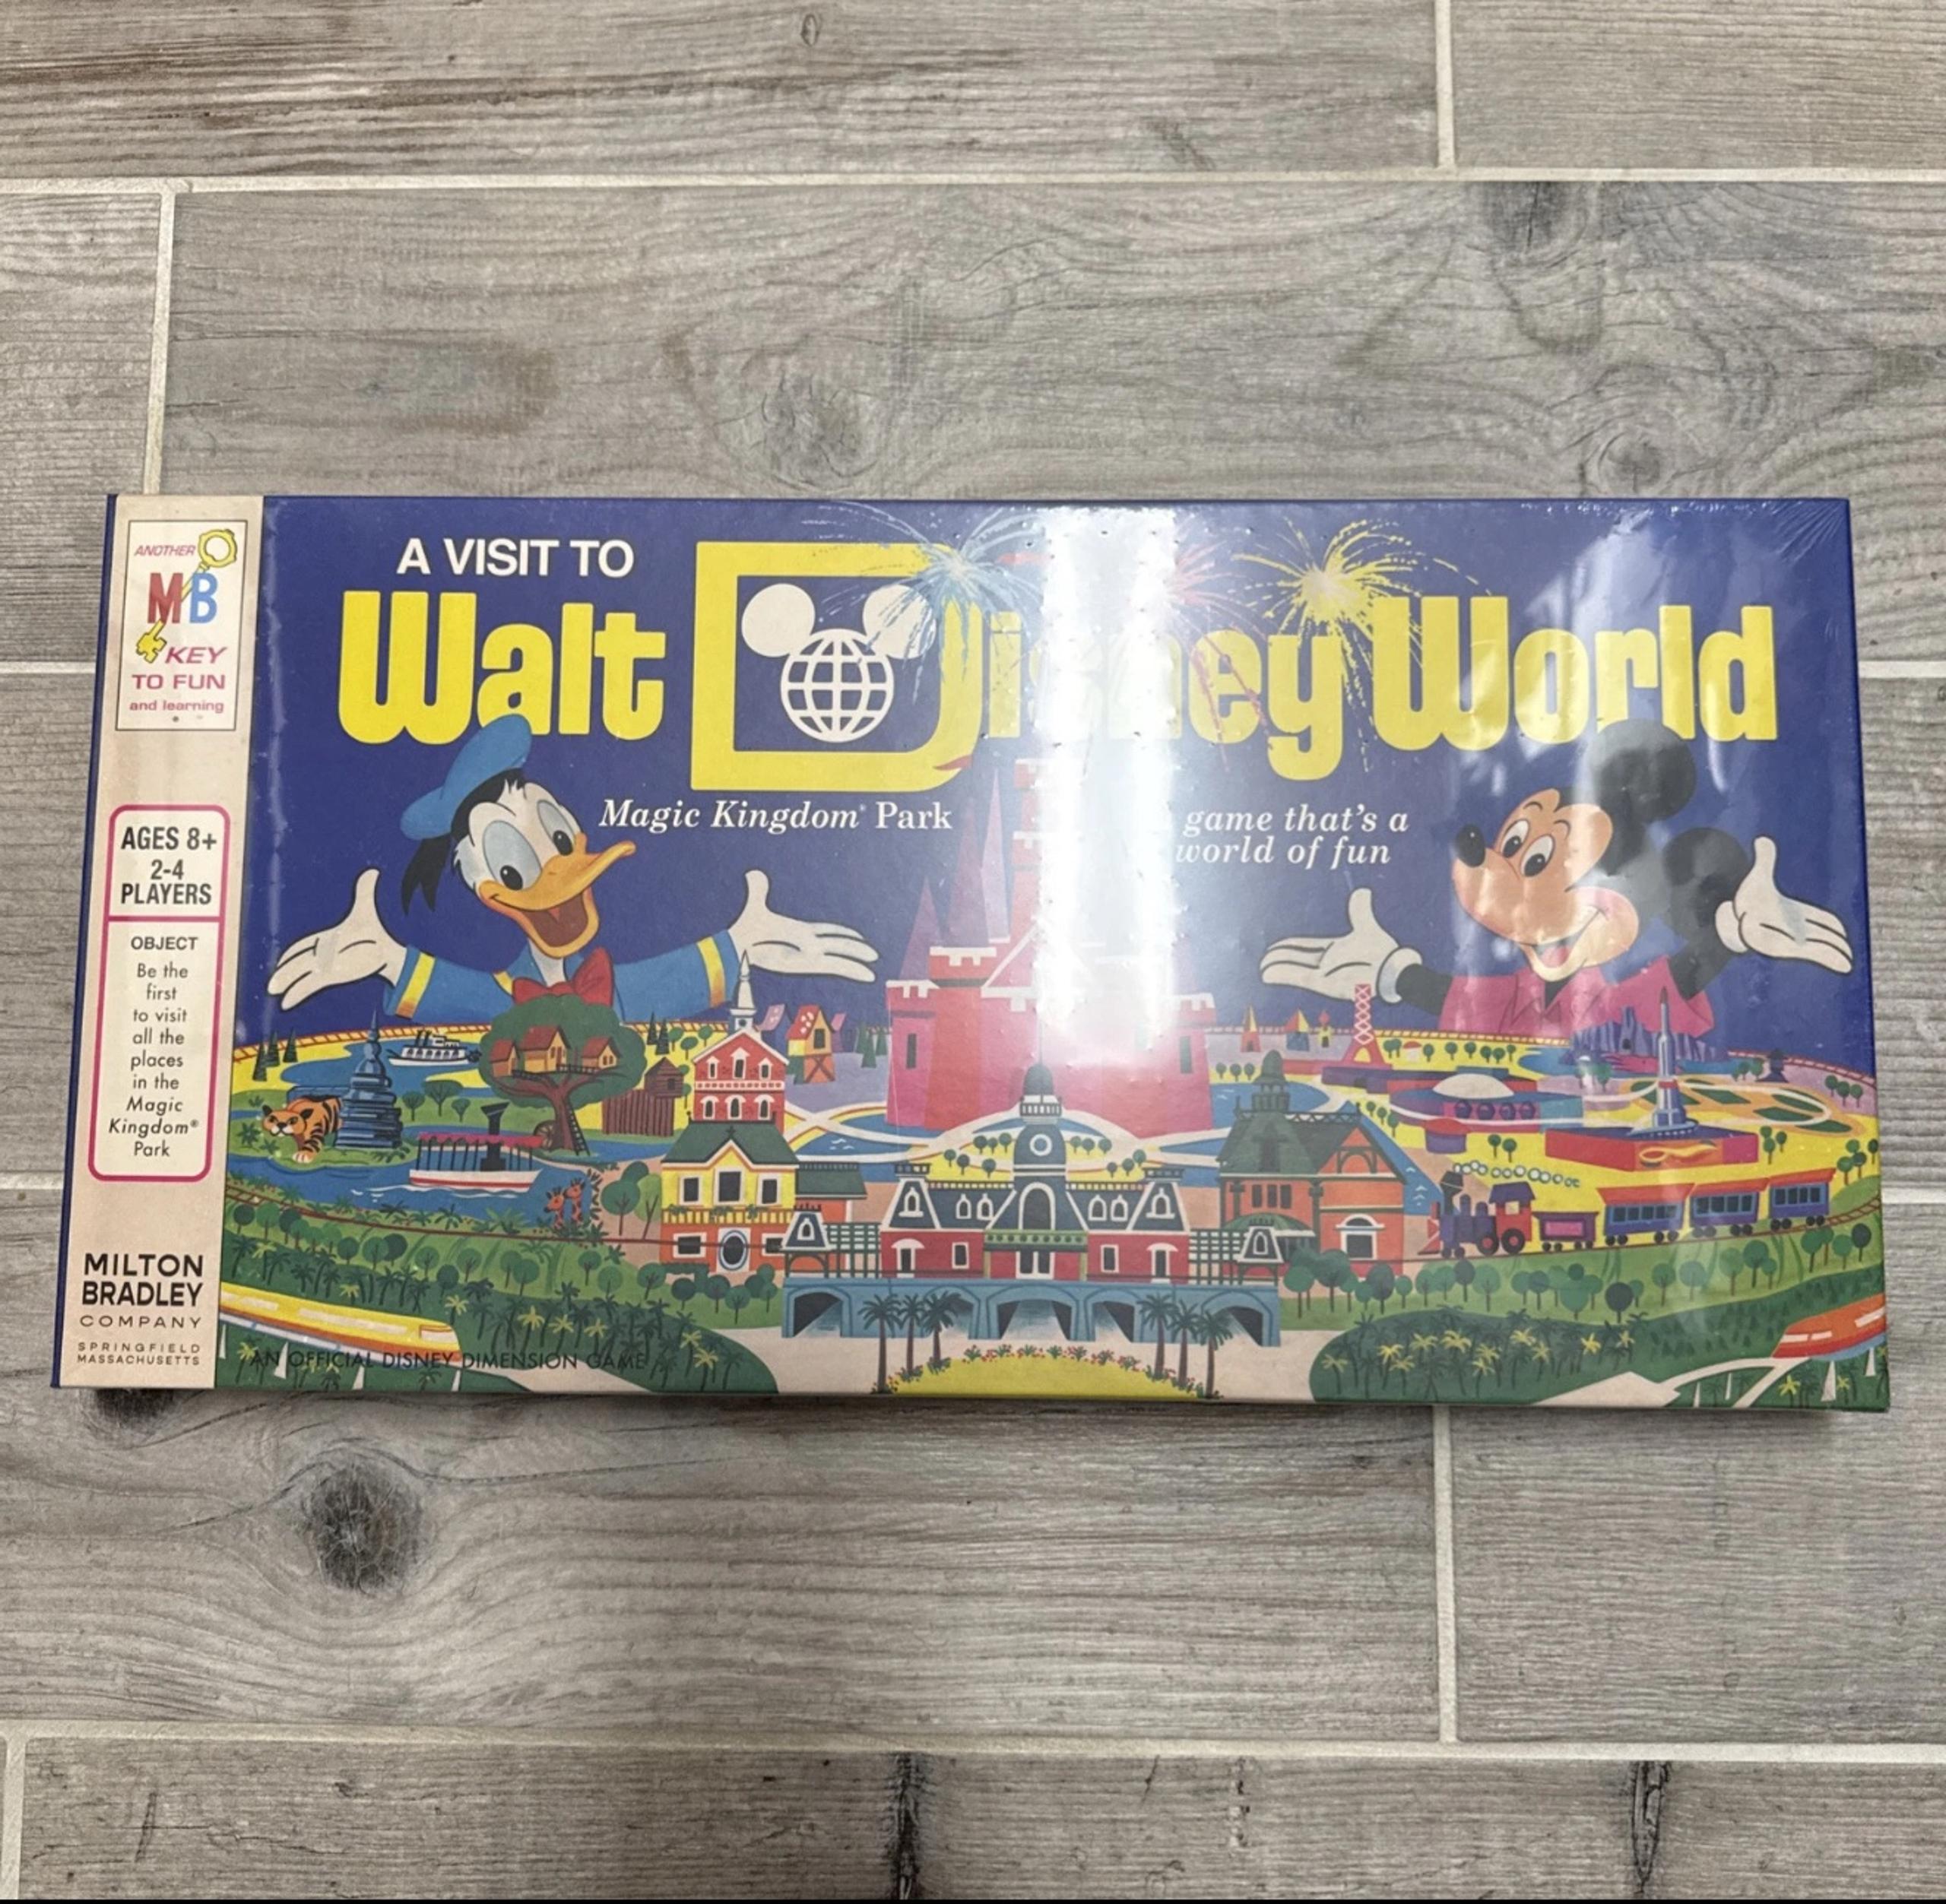 ANOTHER
MB
KEY
TO FUN
and learning
AGES 8+
2-4
PLAYERS
OBJECT
Be the
first
to visit
all the
places
in the
Magic
Kingdom®
Park
MILTON
BRADLEY
COMPANY
SPRINGFIELD
MASSACHUSETTS
A VISIT TO
Walt Disney World
Magic Kingdom® Park
game that's a
world of fun
AN OFFICIAL DISNEY DIMENSION GAME